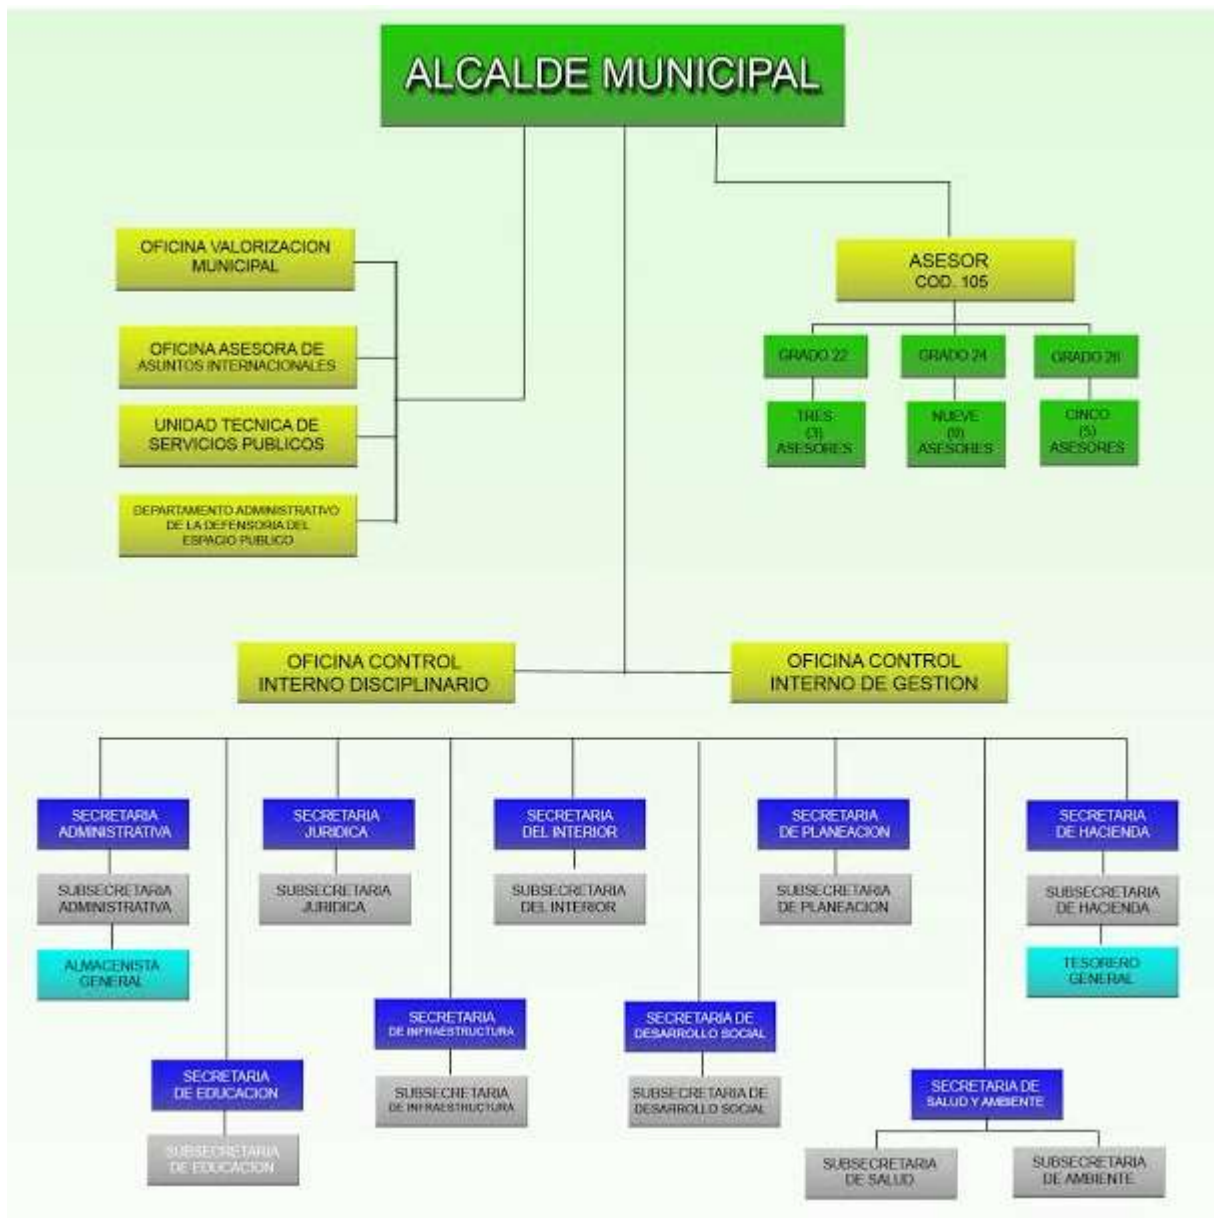 ALCALDE MUNICIPAL
OFICINA VALORIZACION
MUNICIPAL
OFICINA ASESORA DE
ASUNTOS INTERNACIONALES
UNIDAD TECNICA DE
SERVICIOS PUBLICOS
DEPARTAMENTO ADMINISTRATIVO
DE LA DEFENSORIA DEL
ESPACIO PUBLICO
ASESOR
COD. 105
GRADO 22
GRADO 24
GRADO 26
TRES
(3)
ASESORES
NUEVE
(9)
ASESORES
CINCO
(5)
ASESORES
OFICINA CONTROL
INTERNO DISCIPLINARIO
OFICINA CONTROL
INTERNO DE GESTION
SECRETARIA
ADMINISTRATIVA
SUBSECRETARIA
ADMINISTRATIVA
ALMACENISTA
GENERAL
SECRETARIA
JURIDICA
SUBSECRETARIA
JURIDICA
SECRETARIA
DEL INTERIOR
SUBSECRETARIA
DEL INTERIOR
SECRETARIA
DE PLANEACION
SUBSECRETARIA
DE PLANEACION
SECRETARIA
DE HACIENDA
SUBSECRETARIA
DE HACIENDA
TESORERO
GENERAL
SECRETARIA
DE EDUCACION
SUBSECRETARIA
DE EDUCACION
SECRETARIA
DE INFRAESTRUCTURA
SUBSECRETARIA
DE INFRAESTRUCTURA
SECRETARIA DE
DESARROLLO SOCIAL
SUBSECRETARIA DE
DESARROLLO SOCIAL
SECRETARIA DE
SALUD Y AMBIENTE
SUBSECRETARIA
DE SALUD
SUBSECRETARIA
DE AMBIENTE